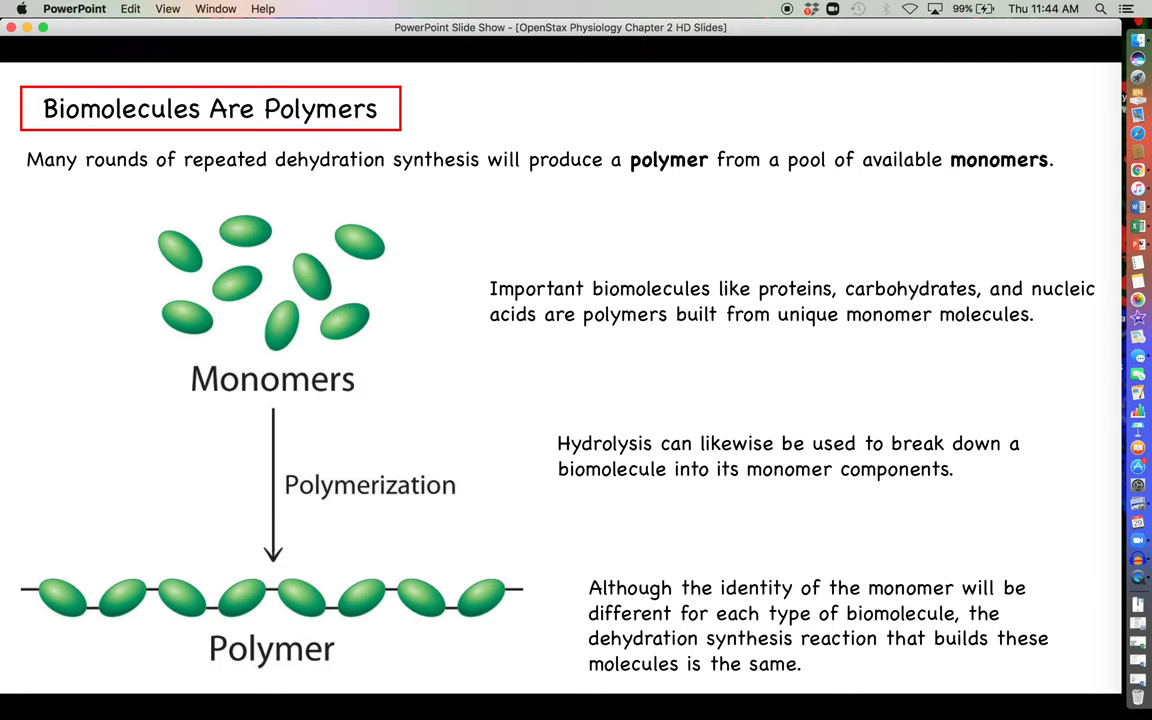 PowerPoint Edit View Window Help
99% Thu 11:44 AM
PowerPoint Slide Show - [OpenStax Physiology Chapter 2 HD Slides]
Biomolecules Are Polymers
Many rounds of repeated dehydration synthesis will produce a polymer from a pool of available monomers.
Important biomolecules like proteins, carbohydrates, and nucleic
acids are polymers built from unique monomer molecules.
Monomers
Hydrolysis can likewise be used to break down a
biomolecule into its monomer components.
Polymerization
Although the identity of the monomer will be
different for each type of biomolecule, the
dehydration synthesis reaction that builds these
molecules is the same.
Polymer